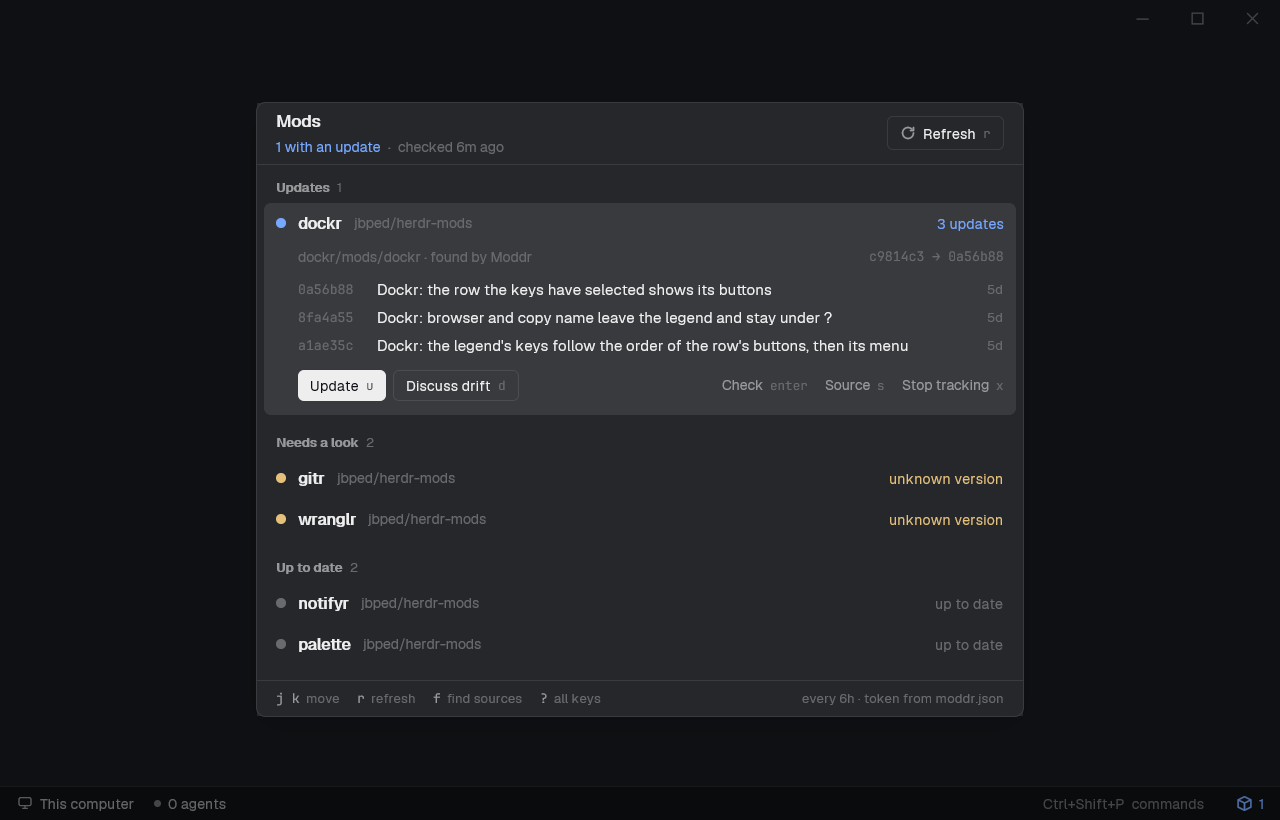 Mods
1 with an update · checked 6m ago
Refresh r
Updates 1
dockr jbped/herdr-mods 3 updates
dockr/mods/dockr · found by Moddr c9814c3 → 0a56b88
0a56b88 Dockr: the row the keys have selected shows its buttons 5d
8fa4a55 Dockr: browser and copy name leave the legend and stay under ? 5d
a1ae35c Dockr: the legend's keys follow the order of the row's buttons, then its menu 5d
Update u Discuss drift d Check enter Source s Stop tracking x
Needs a look 2
gitr jbped/herdr-mods unknown version
wranglr jbped/herdr-mods unknown version
Up to date 2
notifyr jbped/herdr-mods up to date
palette jbped/herdr-mods up to date
j k move r refresh f find sources ? all keys every 6h · token from moddr.json
This computer 0 agents Ctrl+Shift+P commands 1